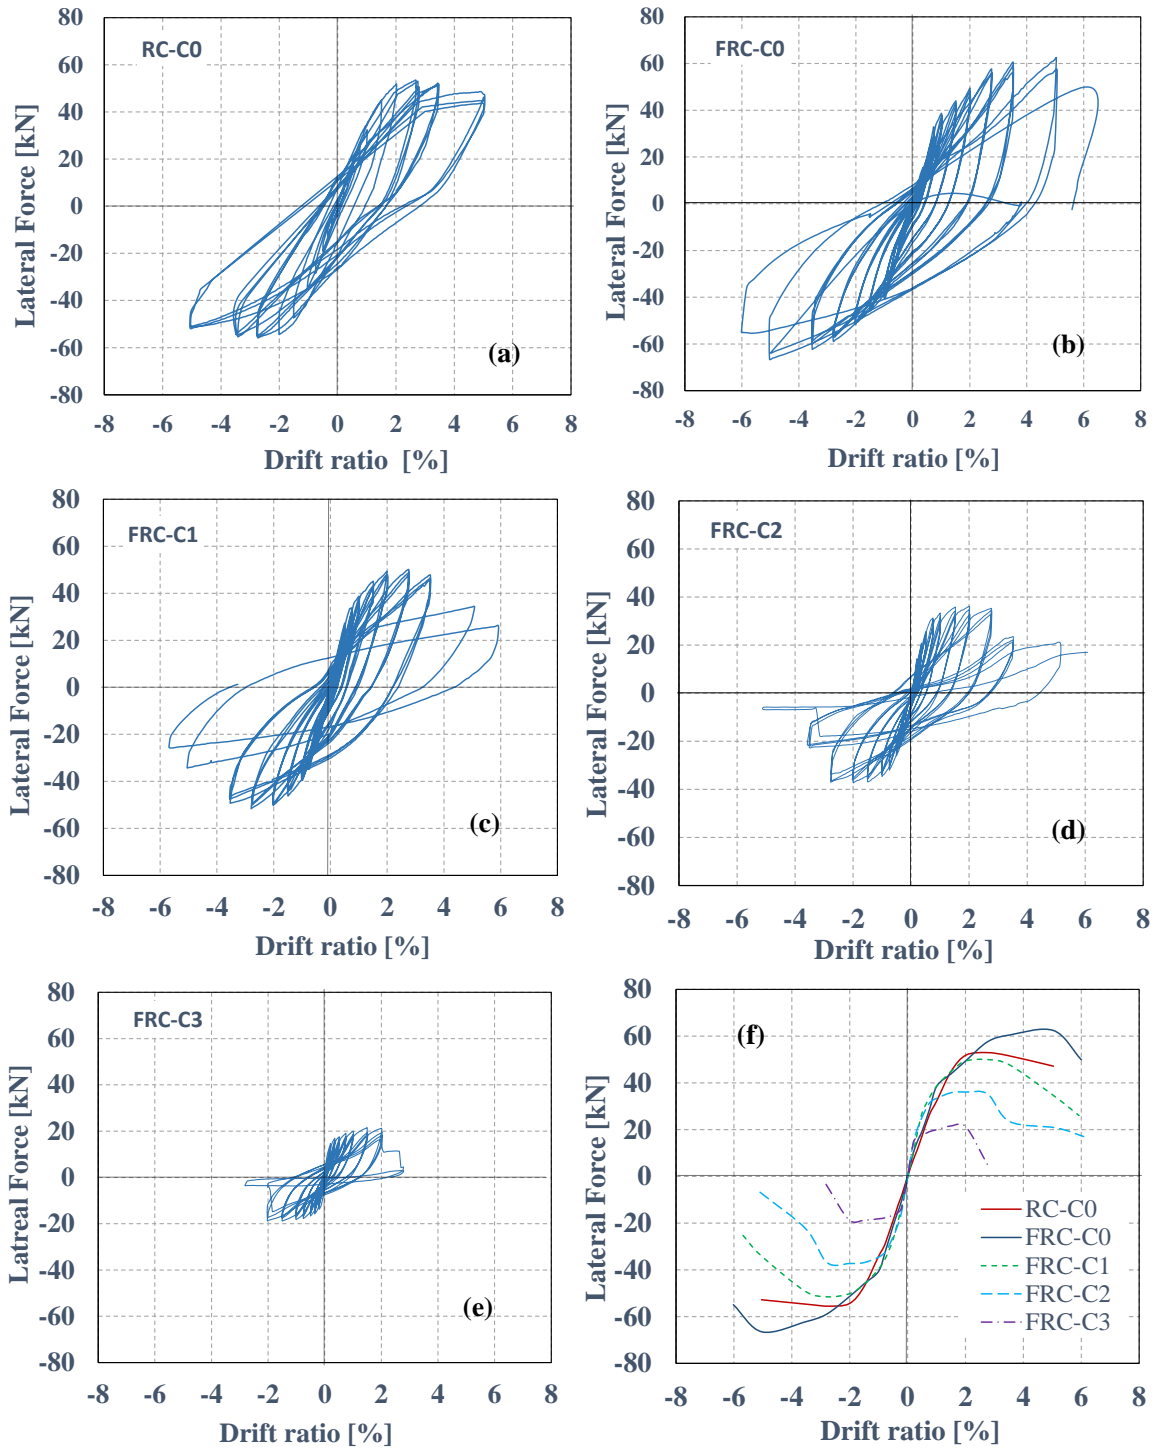 80
60
40
20
0
-20
-40
-60
-80
Lateral Force [kN]
RC-C0
(a)
-8 -6 -4 -2 0 2 4 6 8
Drift ratio [%]
80
60
40
20
0
-20
-40
-60
-80
Lateral Force [kN]
FRC-C0
(b)
-8 -6 -4 -2 0 2 4 6 8
Drift ratio [%]
80
60
40
20
0
-20
-40
-60
-80
Lateral Force [kN]
FRC-C1
(c)
-8 -6 -4 -2 0 2 4 6 8
Drift ratio [%]
80
60
40
20
0
-20
-40
-60
-80
Lateral Force [kN]
FRC-C2
(d)
-8 -6 -4 -2 0 2 4 6 8
Drift ratio [%]
80
60
40
20
0
-20
-40
-60
-80
Latreal Force [kN]
FRC-C3
(e)
-8 -6 -4 -2 0 2 4 6 8
Drift ratio [%]
80
60
40
20
0
-20
-40
-60
-80
Lateral Force [kN]
(f)
RC-C0
FRC-C0
FRC-C1
FRC-C2
FRC-C3
-8 -6 -4 -2 0 2 4 6 8
Drift ratio [%]